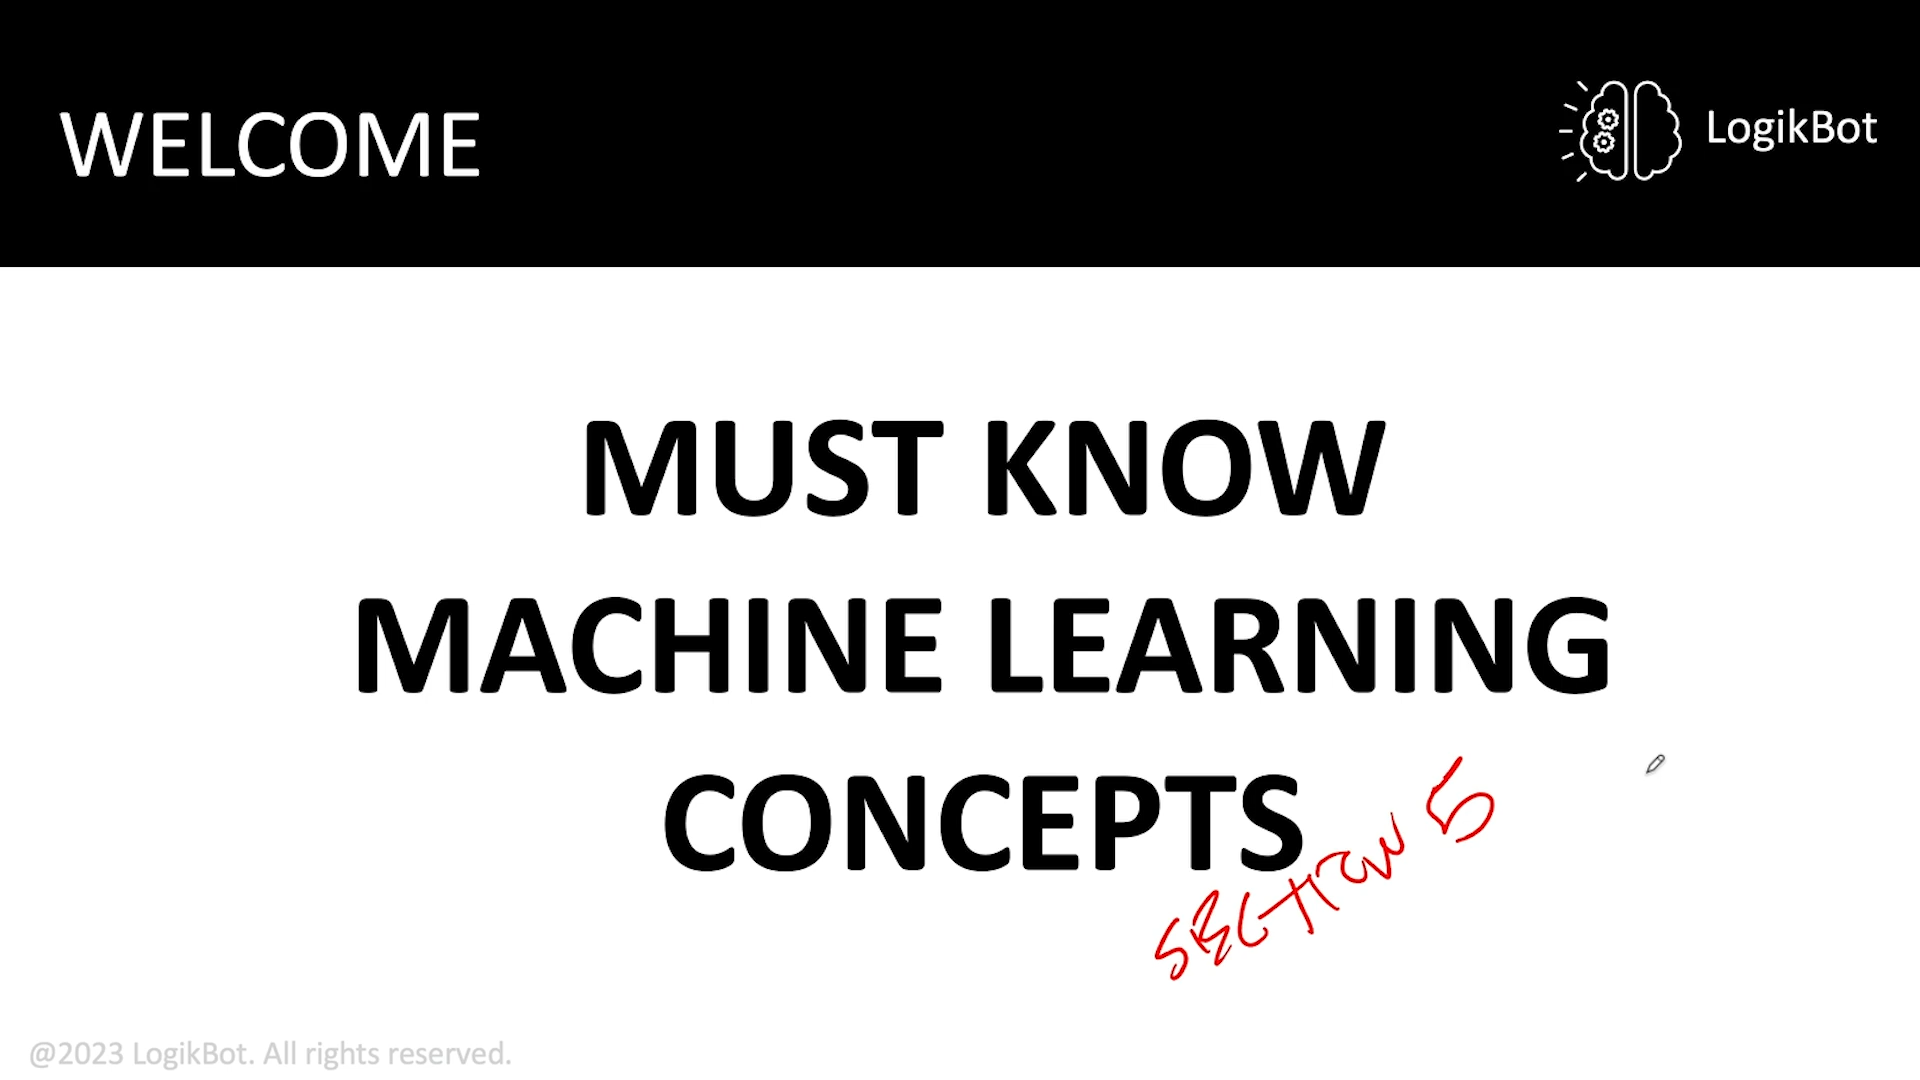 WELCOME
LogikBot
MUST KNOW
MACHINE LEARNING
CONCEPTS
SECTION 5
@2023 LogikBot. All rights reserved.